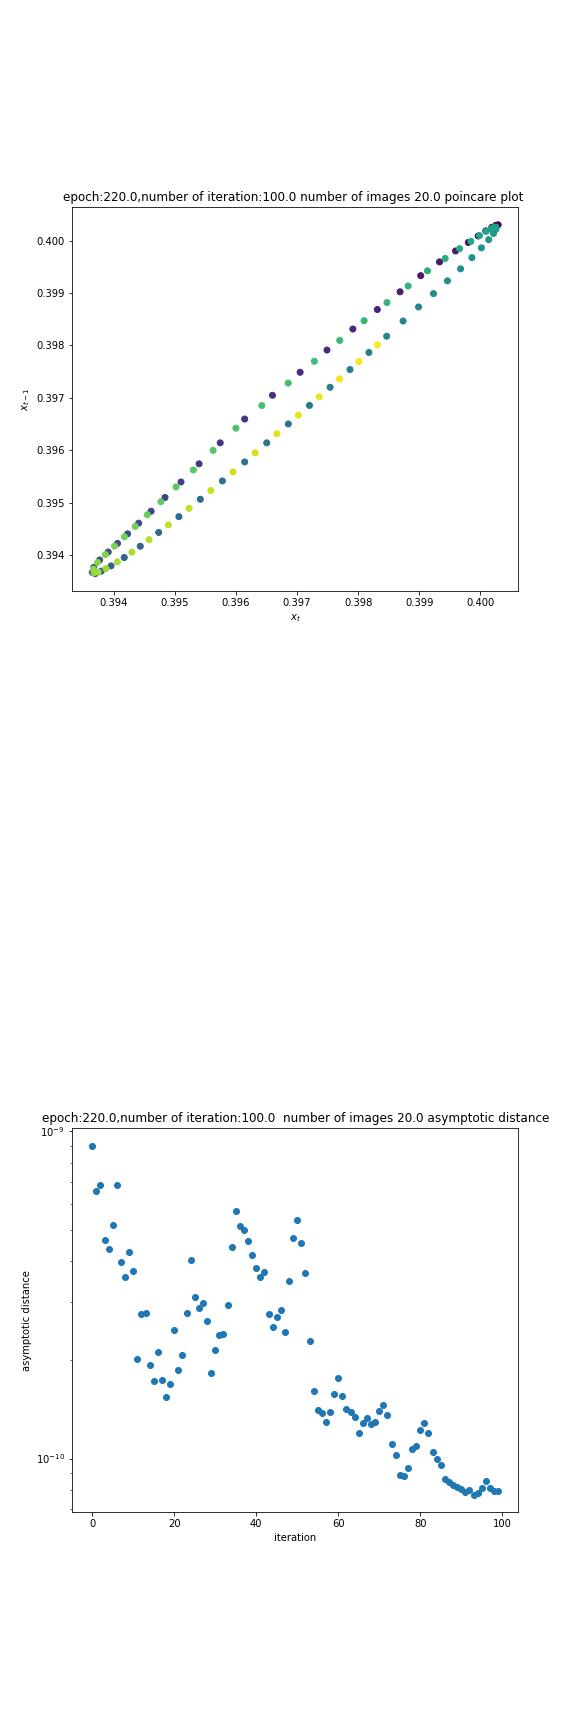 epoch:220.0,number of iteration:100.0 number of images 20.0 poincare plot
0.400
0.399
0.398
0.397
0.396
0.395
0.394
x_{t-1}
0.394 0.395 0.396 0.397 0.398 0.399 0.400
x_t
epoch:220.0,number of iteration:100.0  number of images 20.0 asymptotic distance
10^{-9}
asymptotic distance
10^{-10}
0 20 40 60 80 100
iteration